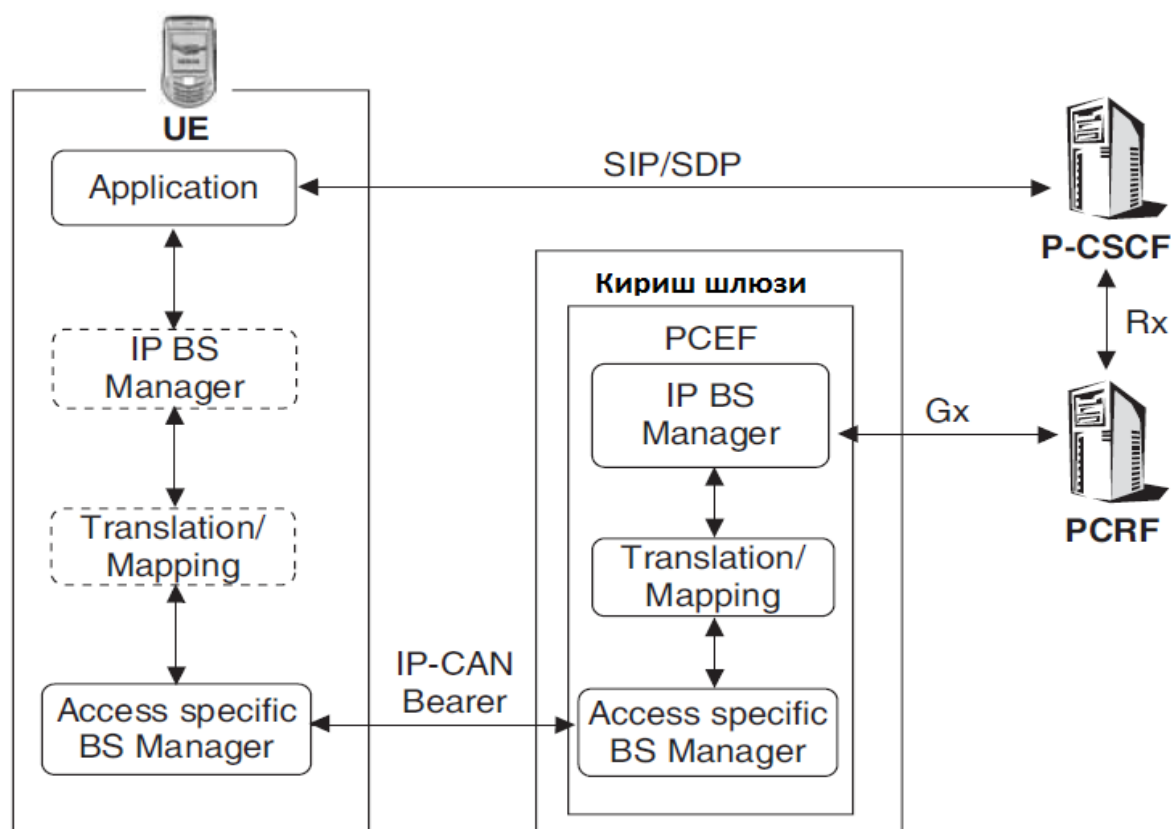 UE
Application
SIP/SDP
P-CSCF
Кириш шлюзи
PCEF
IP BS
Manager
IP BS
Manager
Gx
Rx
PCRF
Translation/
Mapping
Translation/
Mapping
IP-CAN
Bearer
Access specific
BS Manager
Access specific
BS Manager